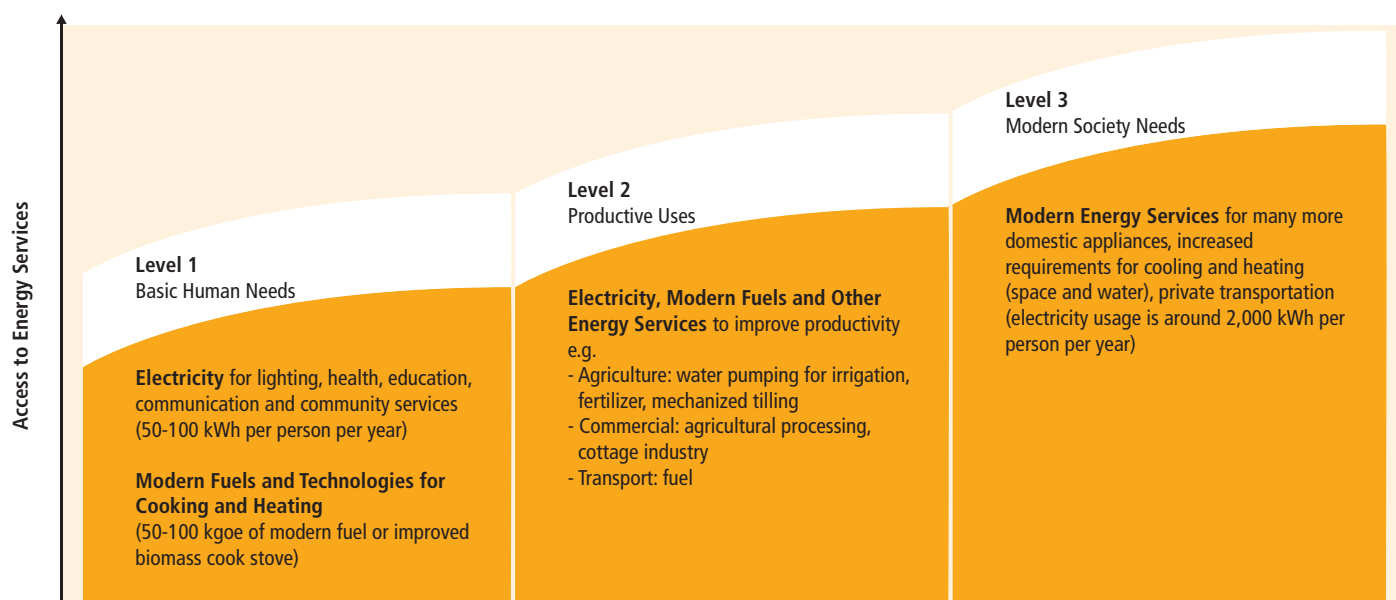 Access to Energy Services
Level 1
Basic Human Needs
Electricity for lighting, health, education,
communication and community services
(50-100 kWh per person per year)
Modern Fuels and Technologies for
Cooking and Heating
(50-100 kgoe of modern fuel or improved
biomass cook stove)
Level 2
Productive Uses
Electricity, Modern Fuels and Other
Energy Services to improve productivity
e.g.
- Agriculture: water pumping for irrigation,
fertilizer, mechanized tilling
- Commercial: agricultural processing,
cottage industry
- Transport: fuel
Level 3
Modern Society Needs
Modern Energy Services for many more
domestic appliances, increased
requirements for cooling and heating
(space and water), private transportation
(electricity usage is around 2,000 kWh per
person per year)